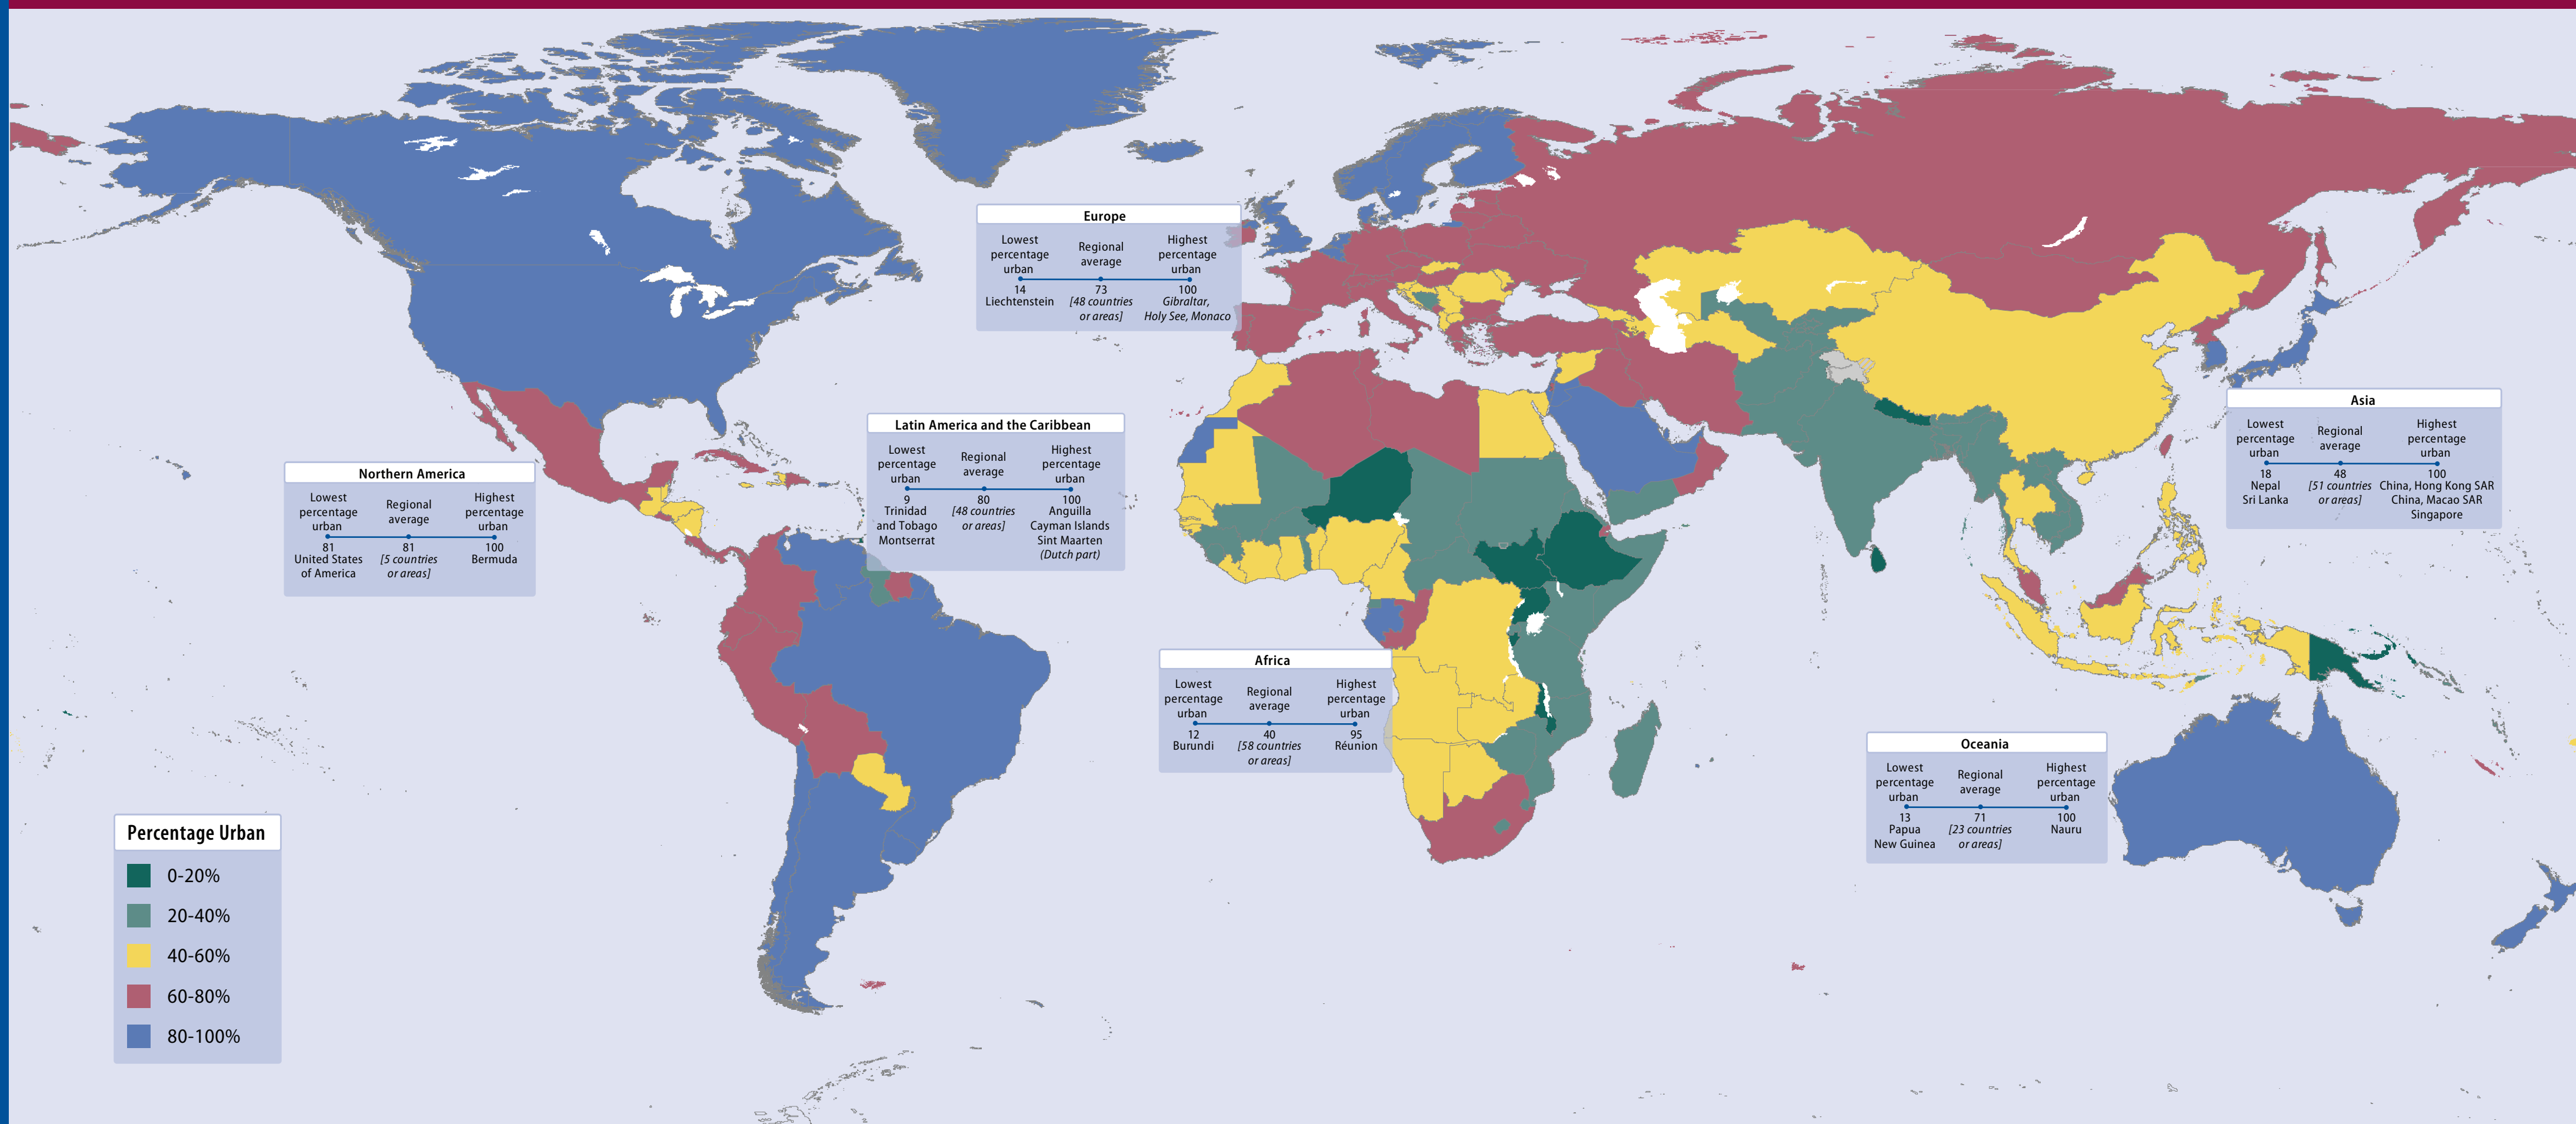 Europe
Lowest percentage urban
Regional average
Highest percentage urban
14
73
100
Liechtenstein
[48 countries or areas]
Gibraltar, Holy See, Monaco
Latin America and the Caribbean
Lowest percentage urban
Regional average
Highest percentage urban
9
80
100
Trinidad and Tobago Montserrat
[48 countries or areas]
Anguilla Cayman Islands Sint Maarten (Dutch part)
Asia
Lowest percentage urban
Regional average
Highest percentage urban
18
48
100
Nepal Sri Lanka
[51 countries or areas]
China, Hong Kong SAR China, Macao SAR Singapore
Northern America
Lowest percentage urban
Regional average
Highest percentage urban
81
81
100
United States of America
[5 countries or areas]
Bermuda
Africa
Lowest percentage urban
Regional average
Highest percentage urban
12
40
95
Burundi
[58 countries or areas]
Réunion
Oceania
Lowest percentage urban
Regional average
Highest percentage urban
13
71
100
Papua New Guinea
[23 countries or areas]
Nauru
Percentage Urban
0-20%
20-40%
40-60%
60-80%
80-100%